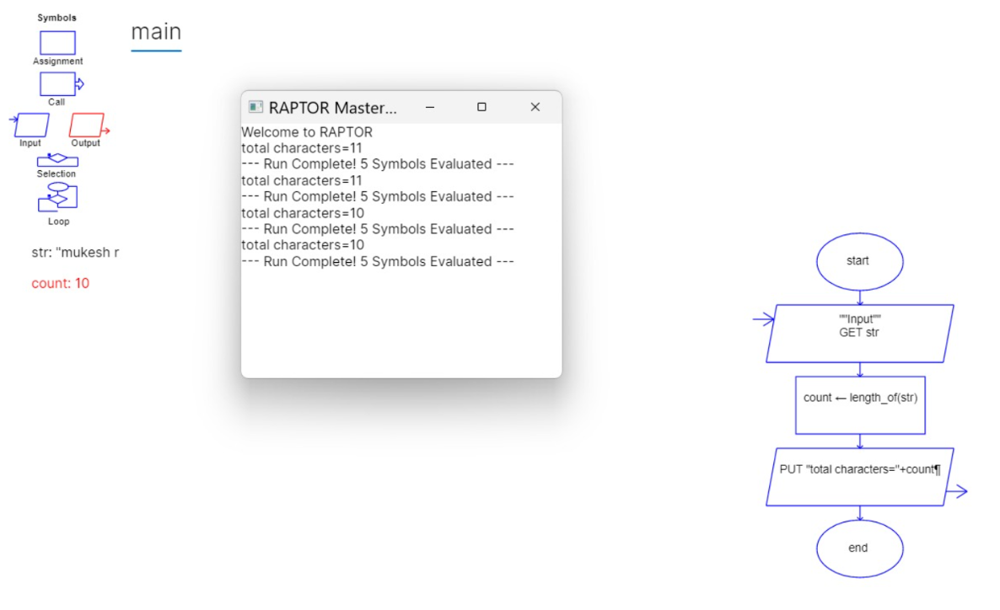 Symbols
main
Assignment
Call
Input
Output
Selection
Loop
str: "mukesh r
count: 10
RAPTOR Master...
Welcome to RAPTOR
total characters=11
--- Run Complete! 5 Symbols Evaluated ---
total characters=11
--- Run Complete! 5 Symbols Evaluated ---
total characters=10
--- Run Complete! 5 Symbols Evaluated ---
total characters=10
--- Run Complete! 5 Symbols Evaluated ---
start
""Input""
GET str
count ← length_of(str)
PUT "total characters="+count¶
end